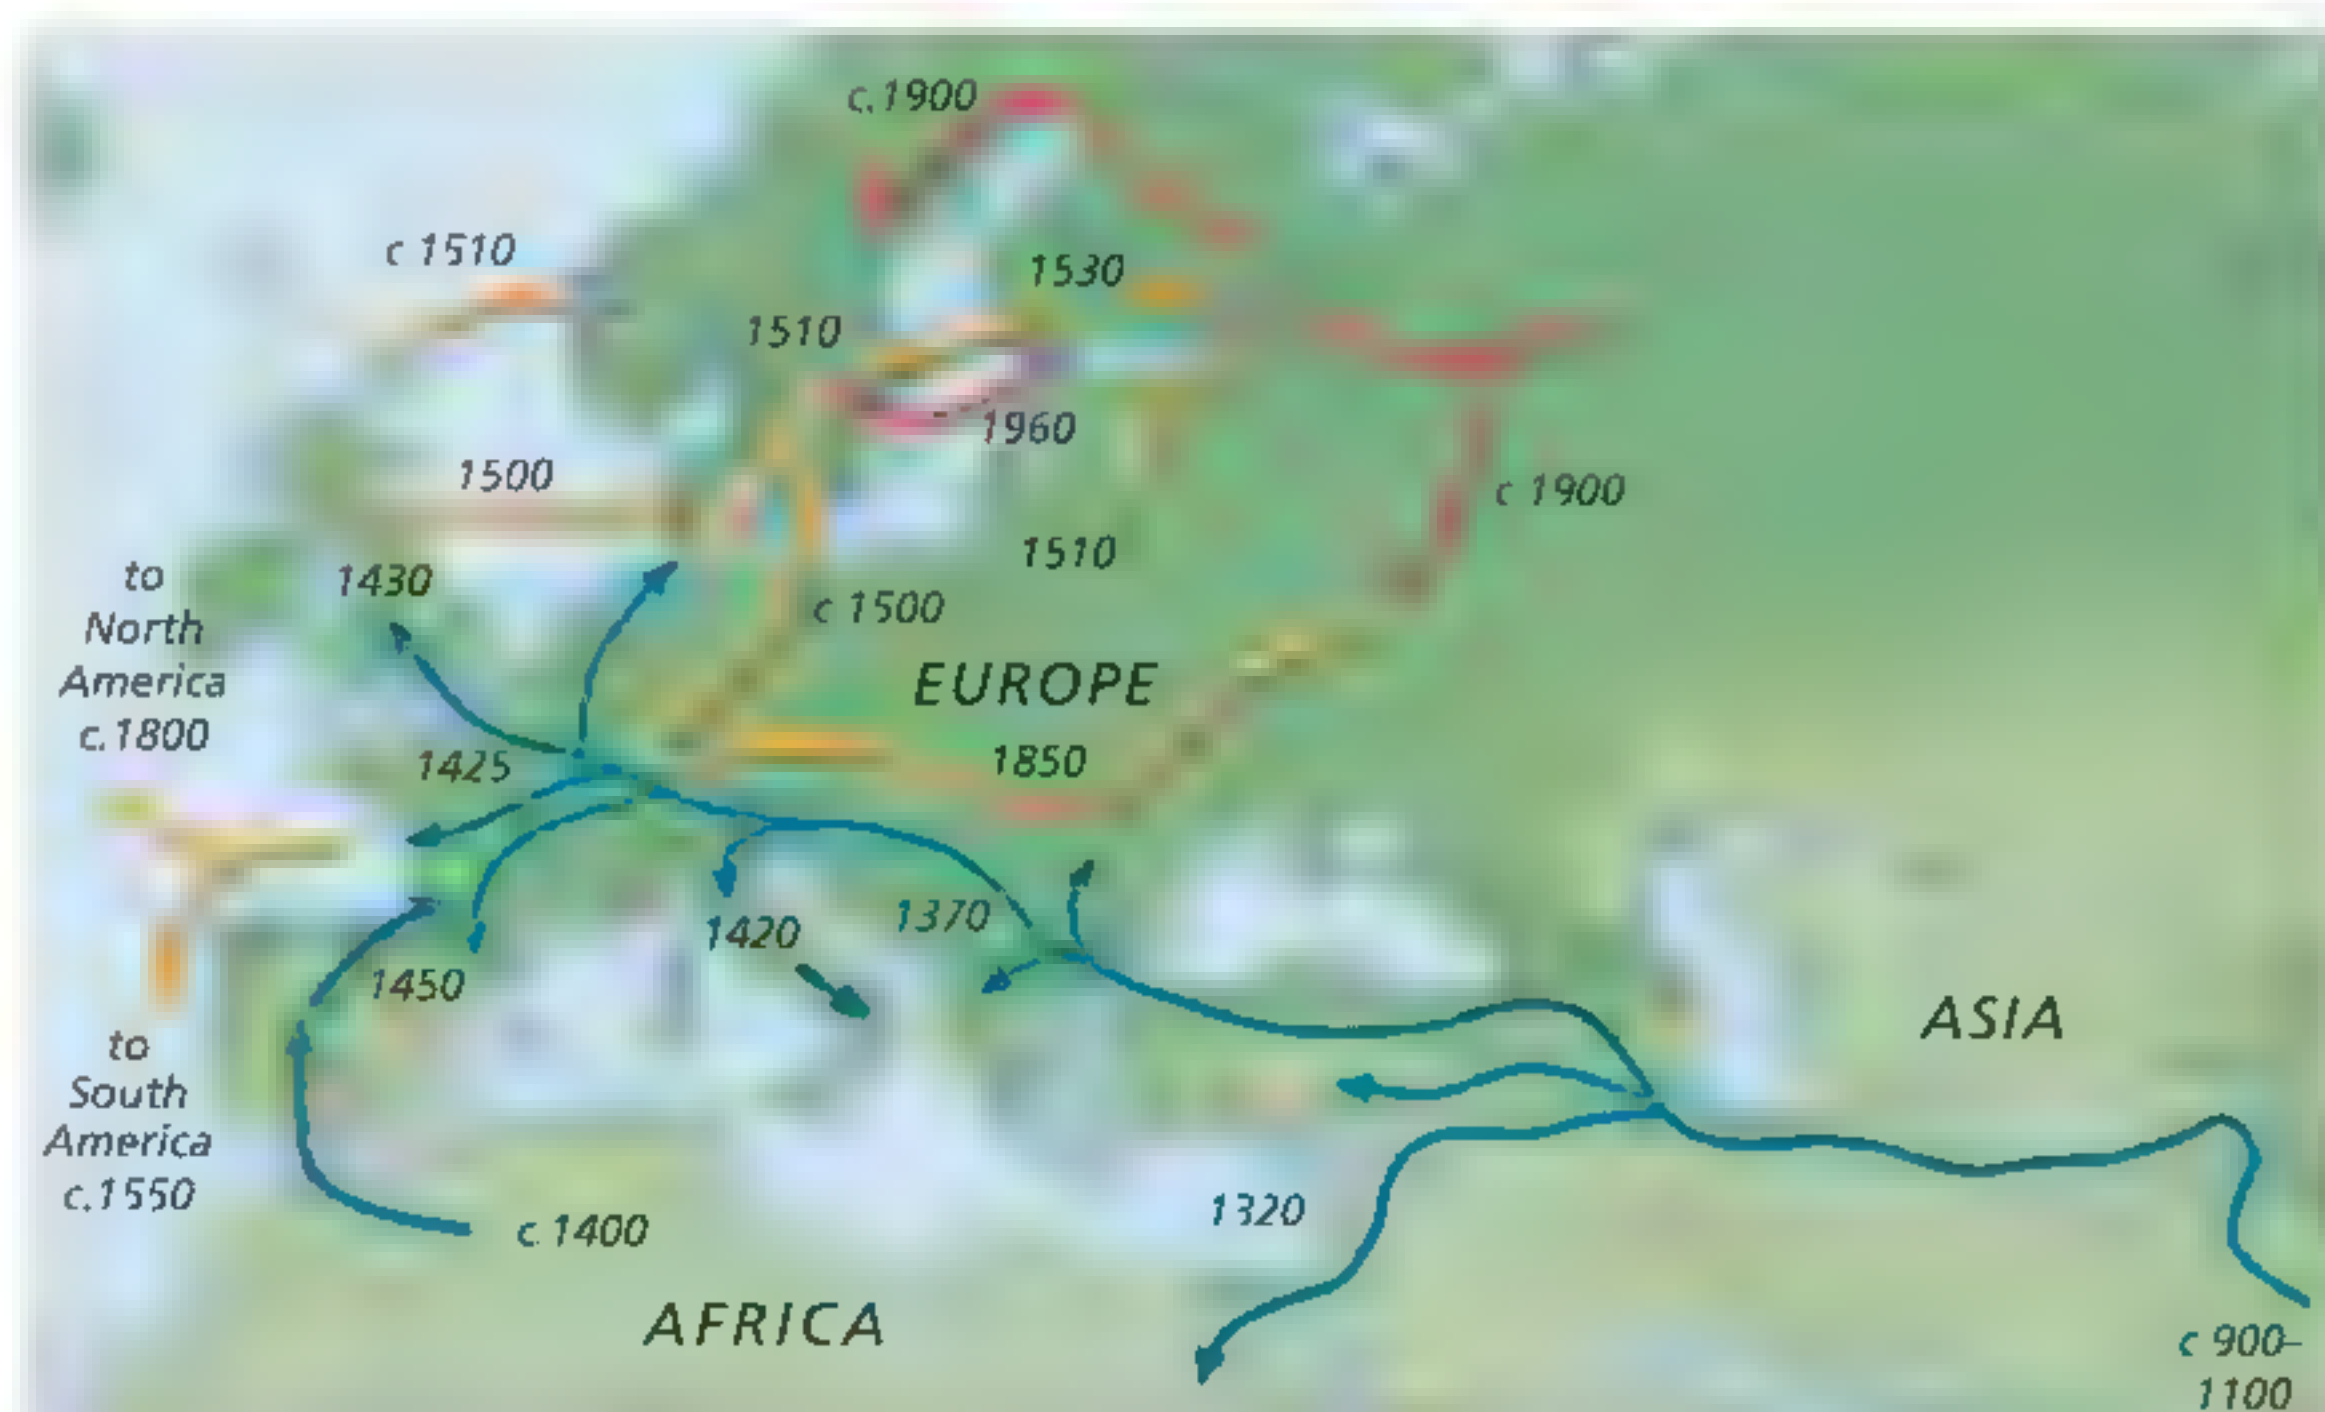 c.1900
c 1510
1530
1510
1960
1500
c 1900
1510
to
North
America
c.1800
1430
c 1500
EUROPE
1425
1850
1420
1370
1450
ASIA
to
South
America
c.1550
c.1400
1320
AFRICA
c 900–
1100